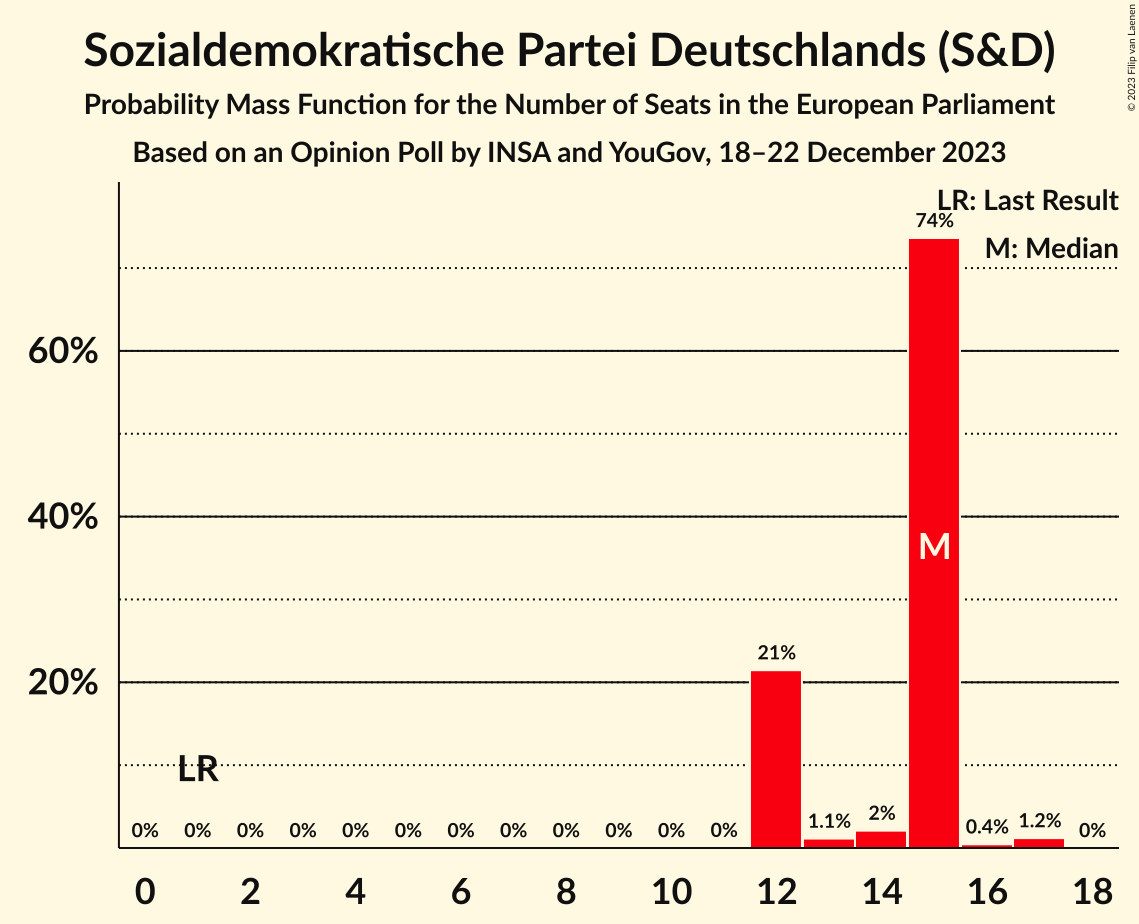 Sozialdemokratische Partei Deutschlands (S&D)
Probability Mass Function for the Number of Seats in the European Parliament
Based on an Opinion Poll by INSA and YouGov, 18–22 December 2023
© 2023 Filip van Laenen
LR: Last Result
M: Median
74%
60%
40%
20%
M
21%
LR
0% 0% 0% 0% 0% 0% 0% 0% 0% 0% 0% 0% 1.1% 2% 0.4% 1.2% 0%
0 2 4 6 8 10 12 14 16 18